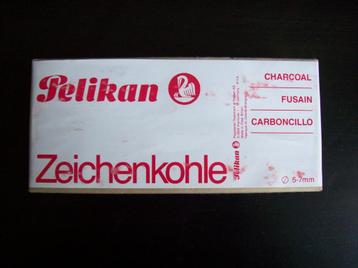 Pelikan
Zeichenkohle
Pelikan
CHARCOAL
FUSAIN
CARBONCILLO
∅ 5-7mm